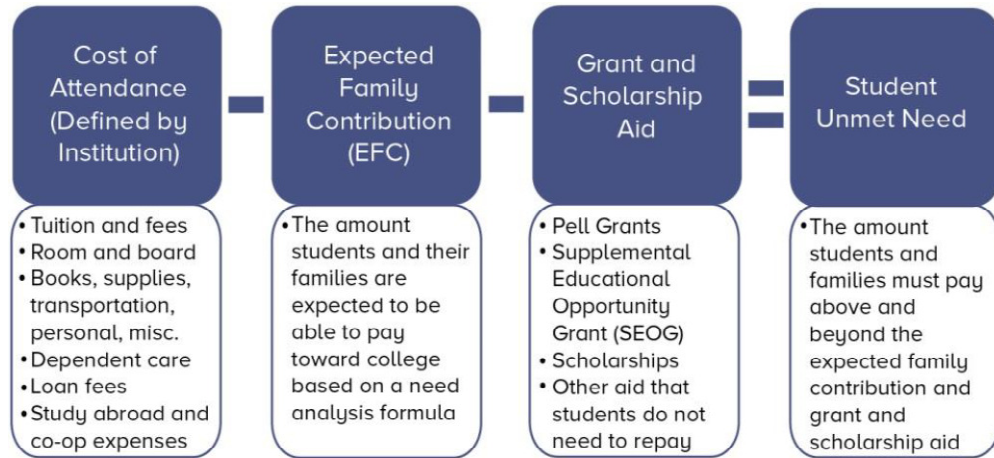 Cost of
Attendance
(Defined by
Institution)
• Tuition and fees
• Room and board
• Books, supplies,
transportation,
personal, misc.
• Dependent care
• Loan fees
• Study abroad and
co-op expenses
-
Expected
Family
Contribution
(EFC)
• The amount
students and their
families are
expected to be
able to pay
toward college
based on a need
analysis formula
-
Grant and
Scholarship
Aid
• Pell Grants
• Supplemental
Educational
Opportunity
Grant (SEOG)
• Scholarships
• Other aid that
students do not
need to repay
=
Student
Unmet Need
• The amount
students and
families must pay
above and
beyond the
expected family
contribution and
grant and
scholarship aid